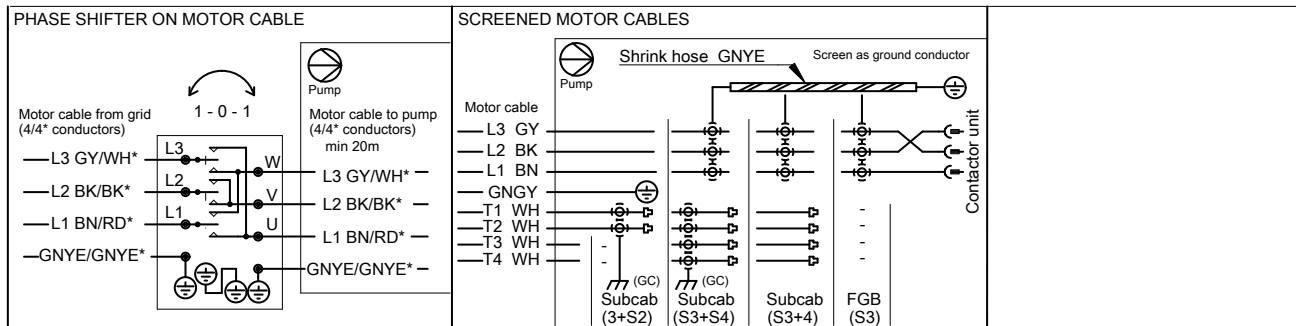 PHASE SHIFTER ON MOTOR CABLE
Pump
1 - 0 - 1
Motor cable from grid
(4/4* conductors)
Motor cable to pump
(4/4* conductors)
min 20m
L3 GY/WH*
L3
W
L3 GY/WH*
L2 BK/BK*
L2
V
L2 BK/BK*
L1 BN/RD*
L1
U
L1 BN/RD*
GNYE/GNYE*
GNYE/GNYE*
SCREENED MOTOR CABLES
Pump
Shrink hose GNYE
Screen as ground conductor
Motor cable
L3 GY
L2 BK
L1 BN
GNGY
T1 WH
T2 WH
T3 WH
T4 WH
-
-
-
-
-
-
Contactor unit
(GC)
(GC)
Subcab
(3+S2)
Subcab
(S3+S4)
Subcab
(S3+4)
FGB
(S3)